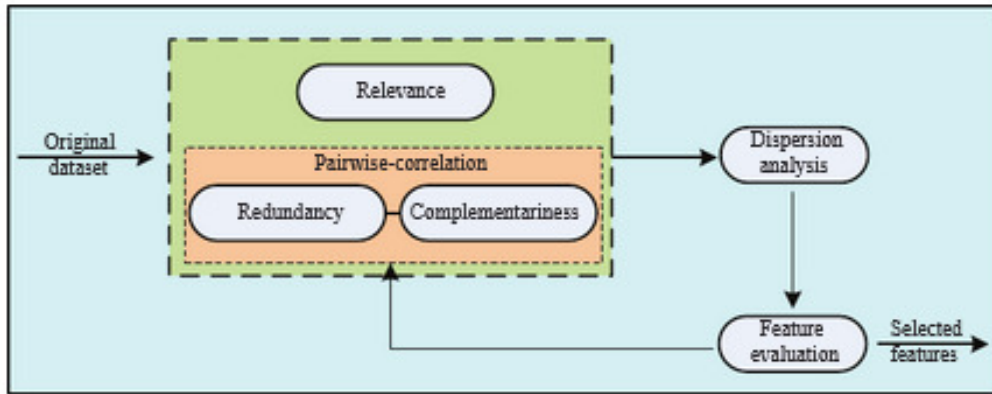 Original
dataset
Relevance
Pairwise-correlation
Redundancy
Complementariness
Dispersion
analysis
Feature
evaluation
Selected
features